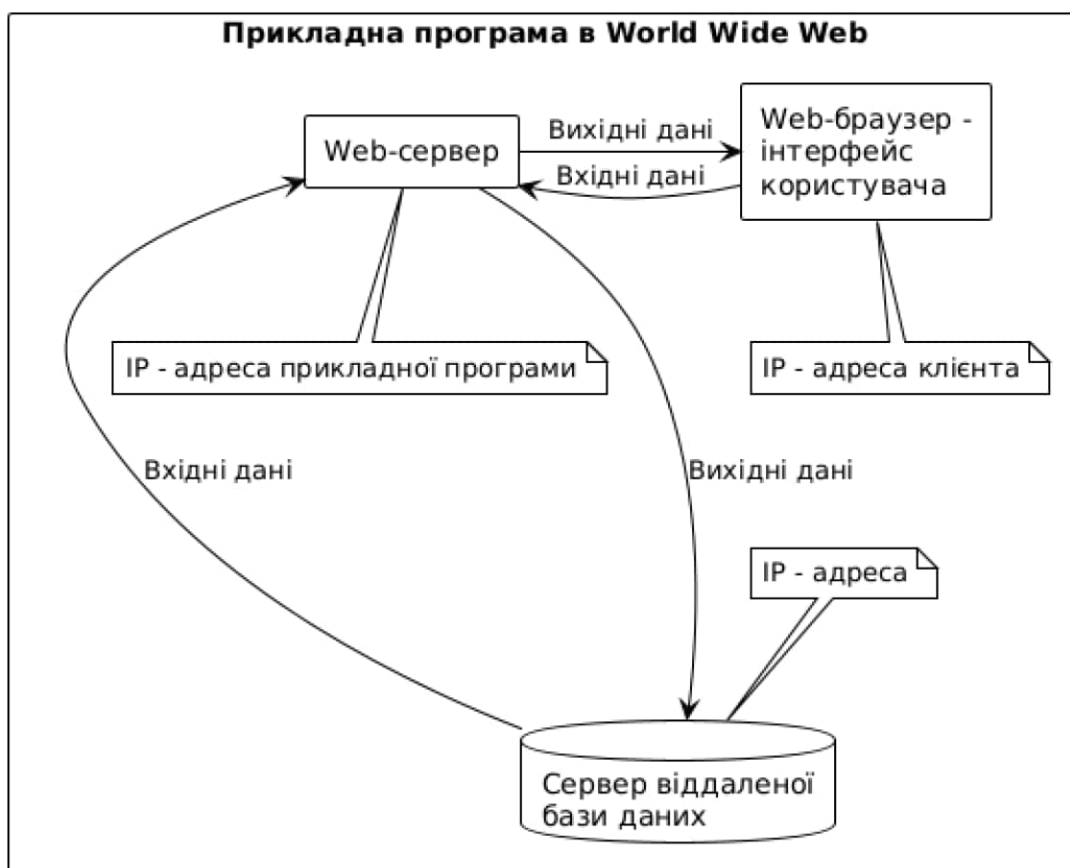 Прикладна програма в World Wide Web
Web-сервер
Вихідні дані
Вхідні дані
Web-браузер -
інтерфейс
користувача
IP - адреса прикладної програми
IP - адреса клієнта
Вхідні дані
Вихідні дані
IP - адреса
Сервер віддаленої
бази даних